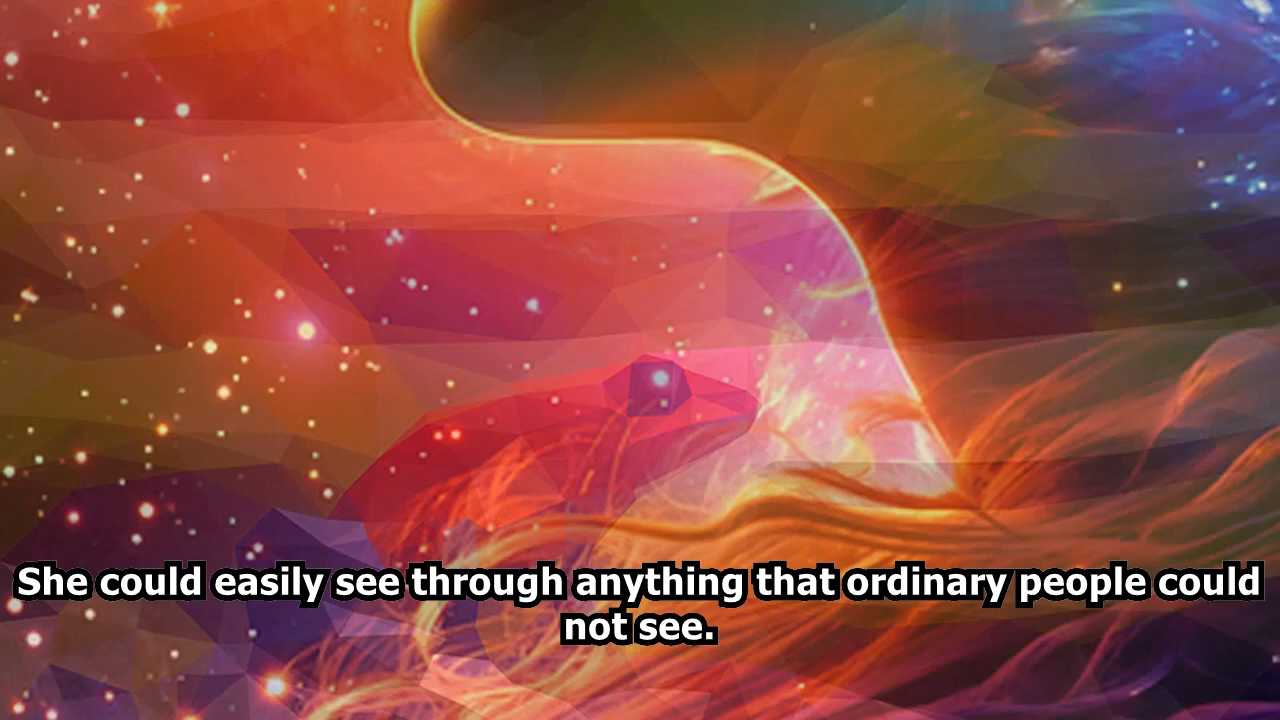 She could easily see through anything that ordinary people could
not see.